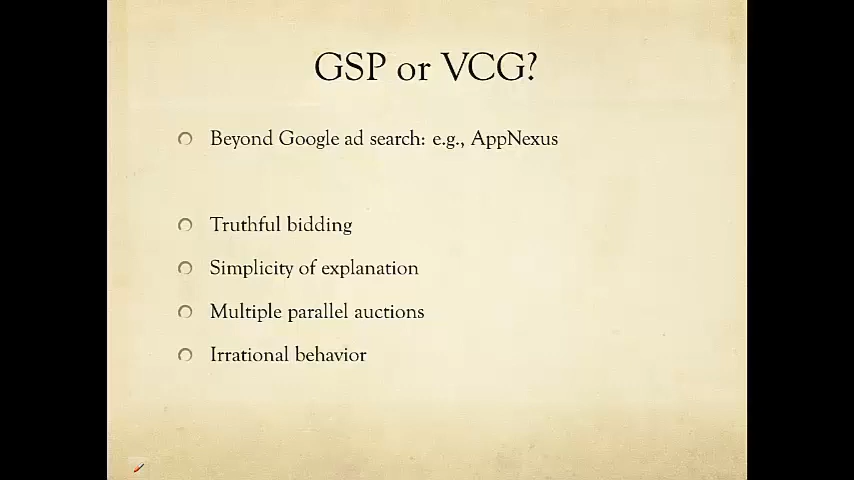 GSP or VCG?
Beyond Google ad search: e.g., AppNexus
Truthful bidding
Simplicity of explanation
Multiple parallel auctions
Irrational behavior